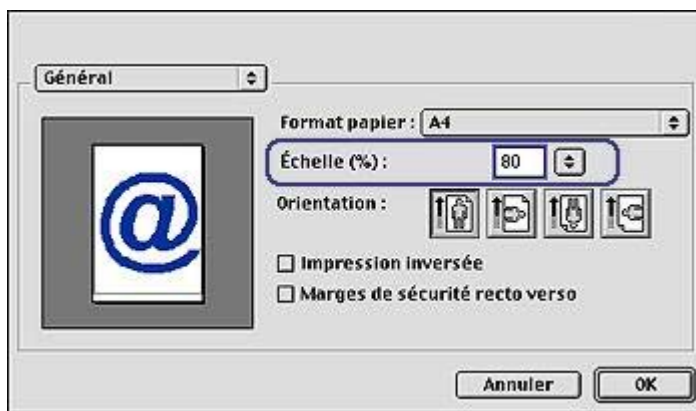 Général
Format papier : A4
Échelle (%) : 80
Orientation :
Impression inversée
Marges de sécurité recto verso
@
Annuler OK